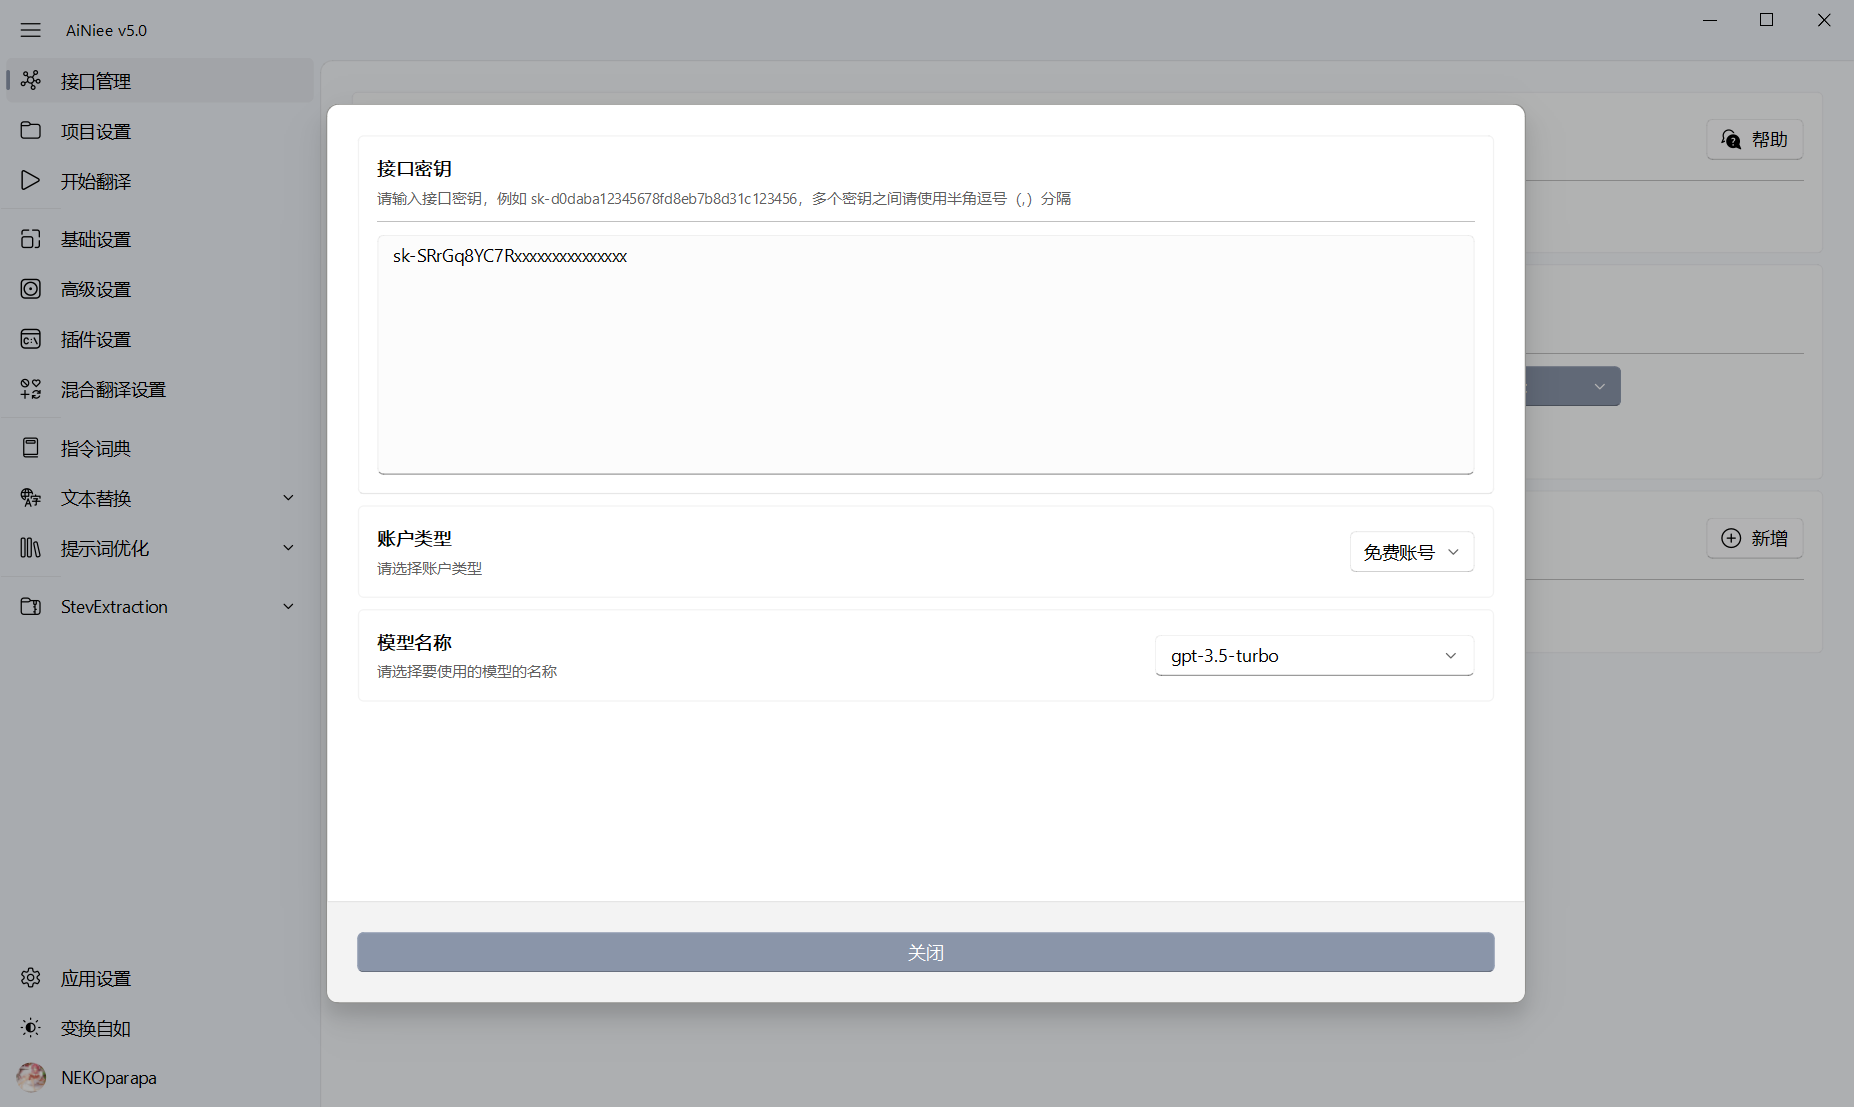 AiNiee v5.0
接口管理
项目设置
开始翻译
基础设置
高级设置
插件设置
混合翻译设置
指令词典
文本替换
提示词优化
StevExtraction
应用设置
变换自如
NEKOparapa
帮助
新增
接口密钥
请输入接口密钥，例如 sk-d0daba12345678fd8eb7b8d31c123456，多个密钥之间请使用半角逗号（,）分隔
sk-SRrGq8YC7Rxxxxxxxxxxxxxxx
账户类型
请选择账户类型
免费账号
模型名称
请选择要使用的模型的名称
gpt-3.5-turbo
关闭